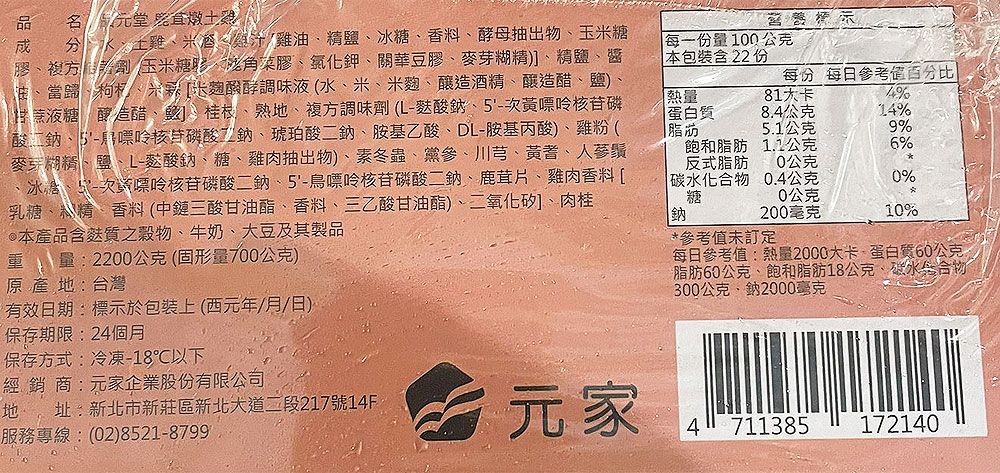 品 名 元堂 鹿茸燉土雞
成 分:水、土雞、米酒、雞汁[雞油、精鹽、冰糖、香料、酵母抽出物、玉米糖
膠、複方 劑(玉米糖膠、鹿角菜膠、氯化鉀、關華豆膠、麥芽糊精)]、精鹽、醬
油、當歸、枸杞、米霖[米麴醱酵調味液(水、米、米麴、釀造酒精、釀造醋、鹽)、
甘蔗液糖、釀造醋、鹽]、桂枝、熟地、複方調味劑(L-麩酸鈉、5'-次黃嘌呤核苷磷
酸二鈉、5'-鳥嘌呤核苷磷酸二鈉、琥珀酸二鈉、胺基乙酸、DL-胺基丙酸)、雞粉(
麥芽糊精、鹽、L-麩酸鈉、糖、雞肉抽出物)、素冬蟲、黨參、川芎、黃耆、人蔘鬚
、冰糖、5'-次黃嘌呤核苷磷酸二鈉、5'-鳥嘌呤核苷磷酸二鈉、鹿茸片、雞肉香料[
乳糖、糊精、香料(中鏈三酸甘油酯、香料、三乙酸甘油酯)、二氧化矽]、肉桂
◎本產品含麩質之穀物、牛奶、大豆及其製品
重 量:2200公克(固形量700公克)
原 產 地:台灣
有效日期:標示於包裝上(西元年/月/日)
保存期限:24個月
保存方式:冷凍-18℃以下
經 銷 商:元家企業股份有限公司
地 址:新北市新莊區新北大道二段217號14F
服務專線:(02)8521-8799
營養標示
每一份量100公克
本包裝含22份
每份 每日參考值百分比
熱量 81大卡 4%
蛋白質 8.4公克 14%
脂肪 5.1公克 9%
飽和脂肪 1.1公克 6%
反式脂肪 0公克 *
碳水化合物 0.4公克 0%
糖 0公克 *
鈉 200毫克 10%
*參考值未訂定
每日參考值:熱量2000大卡、蛋白質60公克、
脂肪60公克、飽和脂肪18公克、碳水化合物
300公克、鈉2000毫克
元家
4 711385 172140